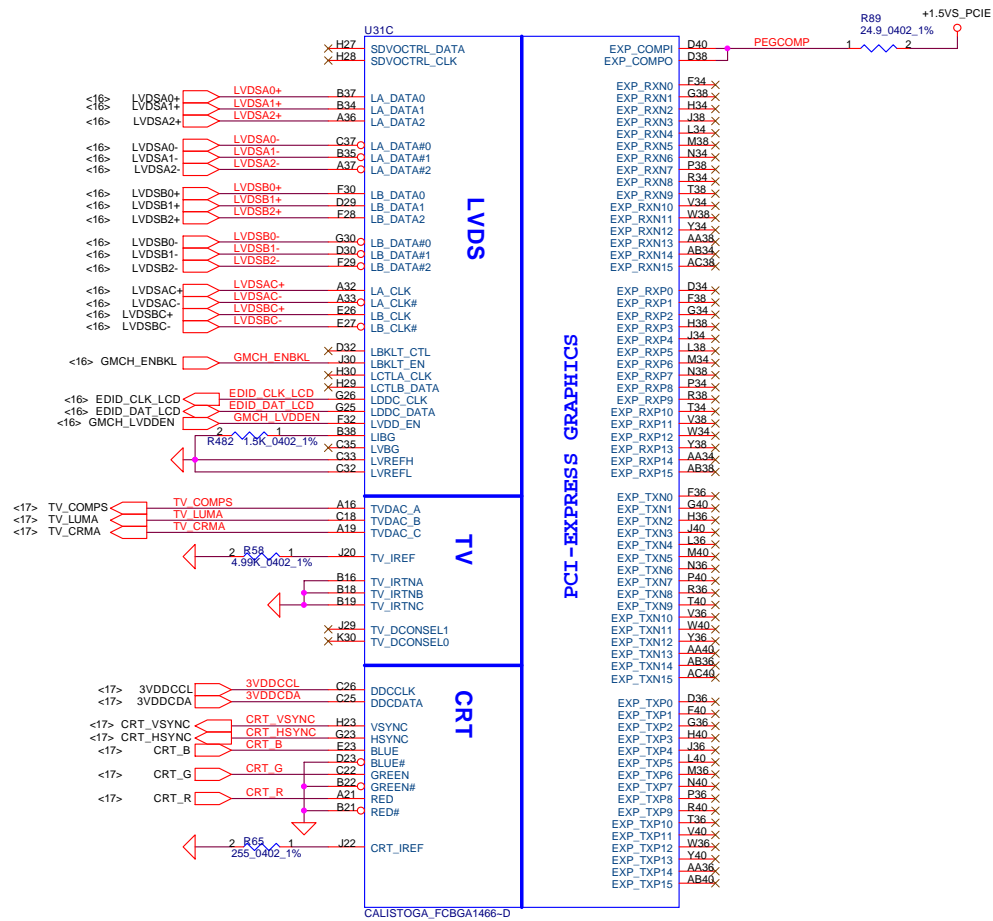 +1.5VS_PCIE
R89
24.9_0402_1%
U31C
H27 SDVOCTRL_DATA
H28 SDVOCTRL_CLK
EXP_COMPI D40 PEGCOMP 1 2
EXP_COMPO D38
<16> LVDSA0+ LVDSA0+ B37 LA_DATA0
<16> LVDSA1+ LVDSA1+ B34 LA_DATA1
<16> LVDSA2+ LVDSA2+ A36 LA_DATA2
<16> LVDSA0- LVDSA0- C37 LA_DATA#0
<16> LVDSA1- LVDSA1- B35 LA_DATA#1
<16> LVDSA2- LVDSA2- A37 LA_DATA#2
<16> LVDSB0+ LVDSB0+ F30 LB_DATA0
<16> LVDSB1+ LVDSB1+ D29 LB_DATA1
<16> LVDSB2+ LVDSB2+ F28 LB_DATA2
<16> LVDSB0- LVDSB0- G30 LB_DATA#0
<16> LVDSB1- LVDSB1- D30 LB_DATA#1
<16> LVDSB2- LVDSB2- F29 LB_DATA#2
<16> LVDSAC+ LVDSAC+ A32 LA_CLK
<16> LVDSAC- LVDSAC- A33 LA_CLK#
<16> LVDSBC+ LVDSBC+ E26 LB_CLK
<16> LVDSBC- LVDSBC- E27 LB_CLK#
D32 LBKLT_CTL
<16> GMCH_ENBKL GMCH_ENBKL J30 LBKLT_EN
H30 LCTLA_CLK
H29 LCTLB_DATA
<16> EDID_CLK_LCD EDID_CLK_LCD G26 LDDC_CLK
<16> EDID_DAT_LCD EDID_DAT_LCD G25 LDDC_DATA
<16> GMCH_LVDDEN GMCH_LVDDEN F32 LVDD_EN
2 1 B38 LIBG
R482 1.5K_0402_1%
C35 LVBG
C33 LVREFH
C32 LVREFL
LVDS
<17> TV_COMPS TV_COMPS A16 TVDAC_A
<17> TV_LUMA TV_LUMA C18 TVDAC_B
<17> TV_CRMA TV_CRMA A19 TVDAC_C
2 R58 1 J20 TV_IREF
4.99K_0402_1%
B16 TV_IRTNA
B18 TV_IRTNB
B19 TV_IRTNC
J29 TV_DCONSEL1
K30 TV_DCONSEL0
TV
<17> 3VDDCCL 3VDDCCL C26 DDCCLK
<17> 3VDDCDA 3VDDCDA C25 DDCDATA
<17> CRT_VSYNC CRT_VSYNC H23 VSYNC
<17> CRT_HSYNC CRT_HSYNC G23 HSYNC
<17> CRT_B CRT_B E23 BLUE
D23 BLUE#
<17> CRT_G CRT_G C22 GREEN
B22 GREEN#
<17> CRT_R CRT_R A21 RED
B21 RED#
2 R65 1 J22 CRT_IREF
255_0402_1%
CRT
PCI-EXPRESS GRAPHICS
EXP_RXN0 F34
EXP_RXN1 G38
EXP_RXN2 H34
EXP_RXN3 J38
EXP_RXN4 L34
EXP_RXN5 M38
EXP_RXN6 N34
EXP_RXN7 P38
EXP_RXN8 R34
EXP_RXN9 T38
EXP_RXN10 V34
EXP_RXN11 W38
EXP_RXN12 Y34
EXP_RXN13 AA38
EXP_RXN14 AB34
EXP_RXN15 AC38
EXP_RXP0 D34
EXP_RXP1 F38
EXP_RXP2 G34
EXP_RXP3 H38
EXP_RXP4 J34
EXP_RXP5 L38
EXP_RXP6 M34
EXP_RXP7 N38
EXP_RXP8 P34
EXP_RXP9 R38
EXP_RXP10 T34
EXP_RXP11 V38
EXP_RXP12 W34
EXP_RXP13 Y38
EXP_RXP14 AA34
EXP_RXP15 AB38
EXP_TXN0 F36
EXP_TXN1 G40
EXP_TXN2 H36
EXP_TXN3 J40
EXP_TXN4 L36
EXP_TXN5 M40
EXP_TXN6 N36
EXP_TXN7 P40
EXP_TXN8 R36
EXP_TXN9 T40
EXP_TXN10 V36
EXP_TXN11 W40
EXP_TXN12 Y36
EXP_TXN13 AA40
EXP_TXN14 AB36
EXP_TXN15 AC40
EXP_TXP0 D36
EXP_TXP1 F40
EXP_TXP2 G36
EXP_TXP3 H40
EXP_TXP4 J36
EXP_TXP5 L40
EXP_TXP6 M36
EXP_TXP7 N40
EXP_TXP8 P36
EXP_TXP9 R40
EXP_TXP10 T36
EXP_TXP11 V40
EXP_TXP12 W36
EXP_TXP13 Y40
EXP_TXP14 AA36
EXP_TXP15 AB40
CALISTOGA_FCBGA1466~D